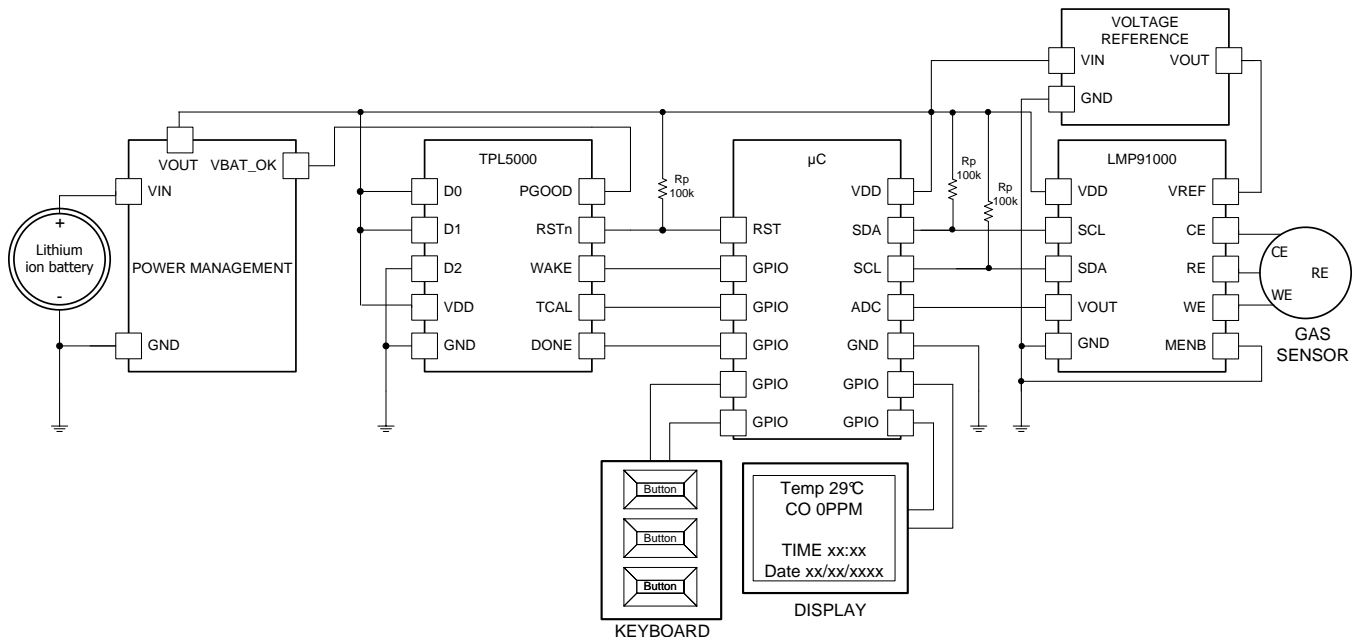 VOLTAGE
REFERENCE
VIN
VOUT
GND
VOUT
VBAT_OK
VIN
POWER MANAGEMENT
GND
+
Lithium
ion battery
-
TPL5000
D0
D1
D2
VDD
GND
PGOOD
RSTn
WAKE
TCAL
DONE
Rp
100k
µC
RST
GPIO
GPIO
GPIO
GPIO
GPIO
VDD
SDA
SCL
ADC
GND
GPIO
GPIO
Rp
100k
Rp
100k
LMP91000
VDD
SCL
SDA
VOUT
GND
VREF
CE
RE
WE
MENB
CE
RE
WE
GAS
SENSOR
Button
Button
Button
KEYBOARD
Temp 29°C
CO 0PPM
TIME xx:xx
Date xx/xx/xxxx
DISPLAY